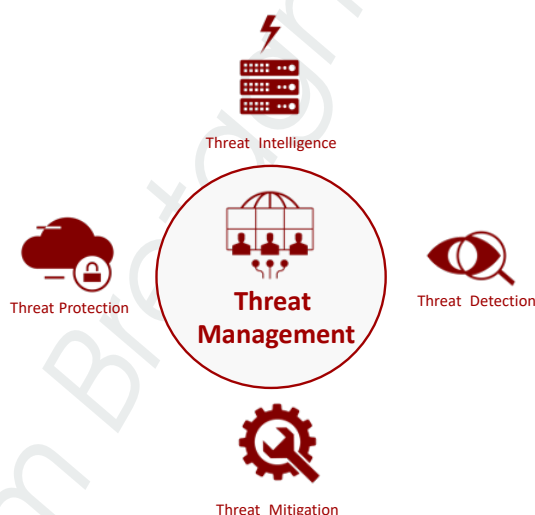 Threat Intelligence
Threat Protection
Threat
Management
Threat Detection
Threat Mitigation